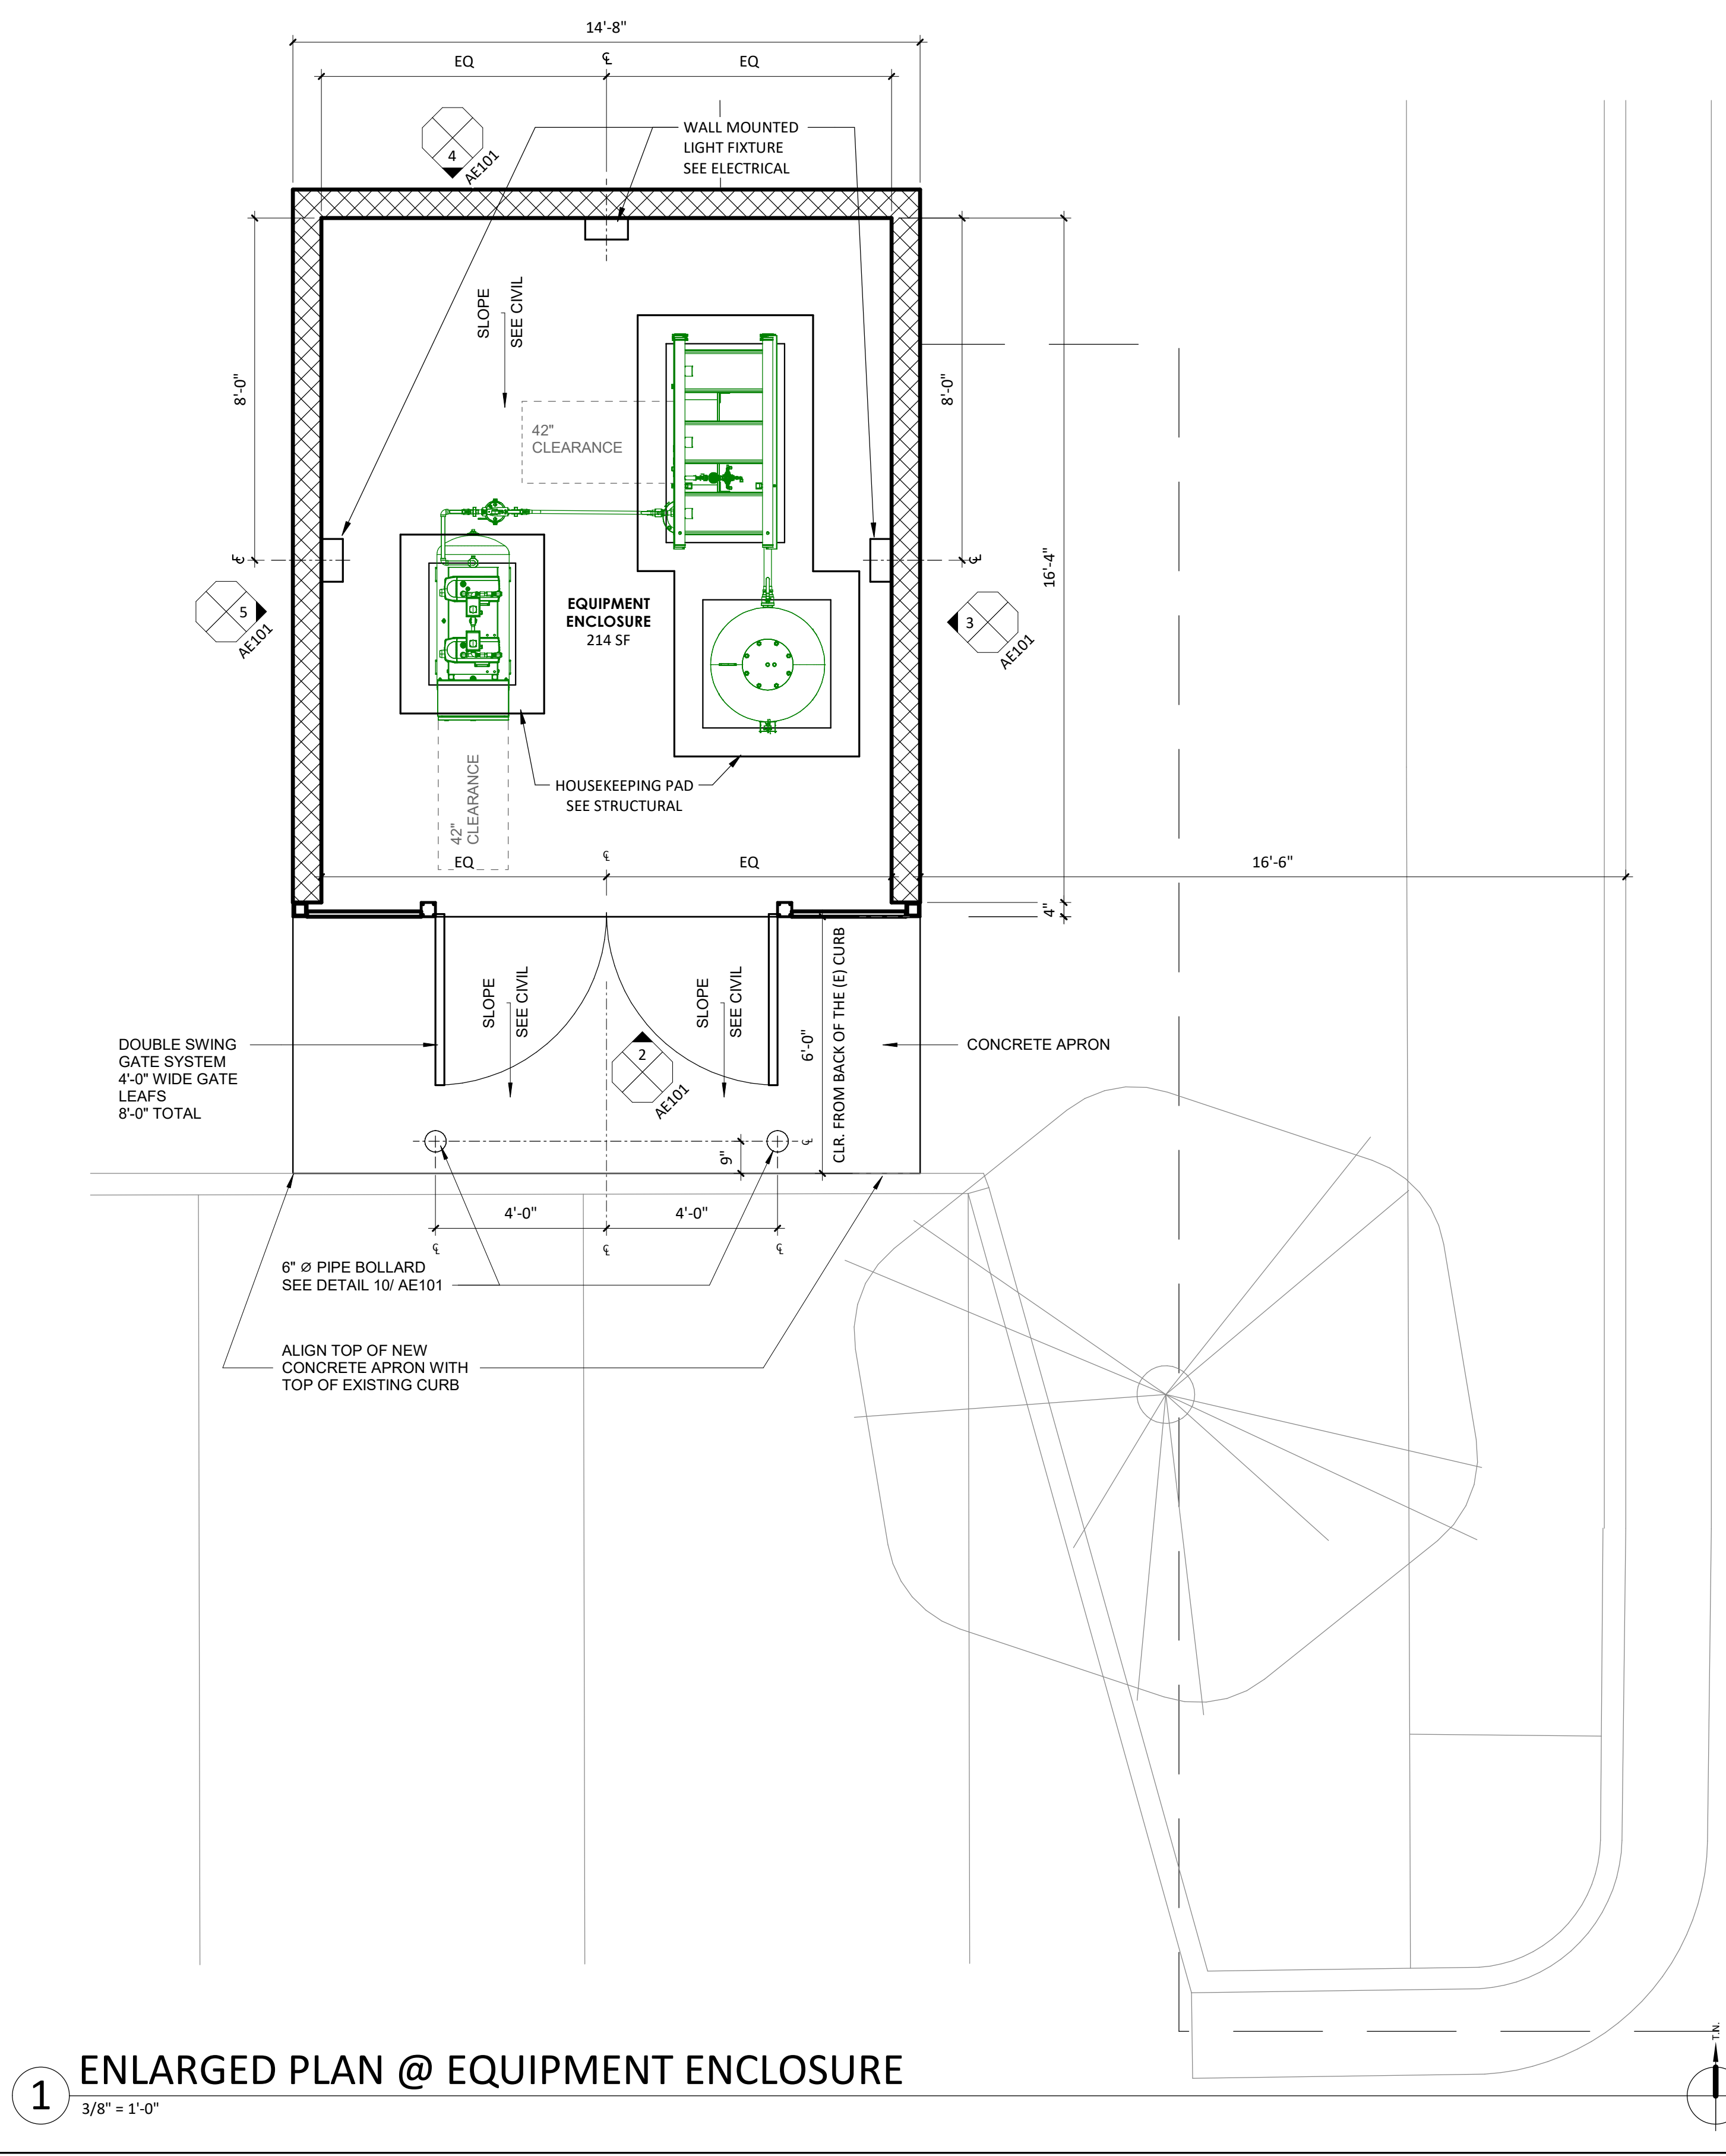 14'-8"
EQ
℄
EQ
WALL MOUNTED
LIGHT FIXTURE
SEE ELECTRICAL
4
AE101
SLOPE
SEE CIVIL
8'-0"
8'-0"
16'-4"
42"
CLEARANCE
℄
℄
5
AE101
EQUIPMENT
ENCLOSURE
214 SF
3
AE101
42"
CLEARANCE
HOUSEKEEPING PAD
SEE STRUCTURAL
EQ
℄
EQ
16'-6"
4"
SLOPE
SEE CIVIL
SLOPE
SEE CIVIL
6'-0"
CLR. FROM BACK OF THE (E) CURB
2
AE101
DOUBLE SWING
GATE SYSTEM
4'-0" WIDE GATE
LEAFS
8'-0" TOTAL
CONCRETE APRON
℄
9"
4'-0"
4'-0"
℄
℄
℄
6" Ø PIPE BOLLARD
SEE DETAIL 10/ AE101
ALIGN TOP OF NEW
CONCRETE APRON WITH
TOP OF EXISTING CURB
T.N.
1
ENLARGED PLAN @ EQUIPMENT ENCLOSURE
3/8" = 1'-0"